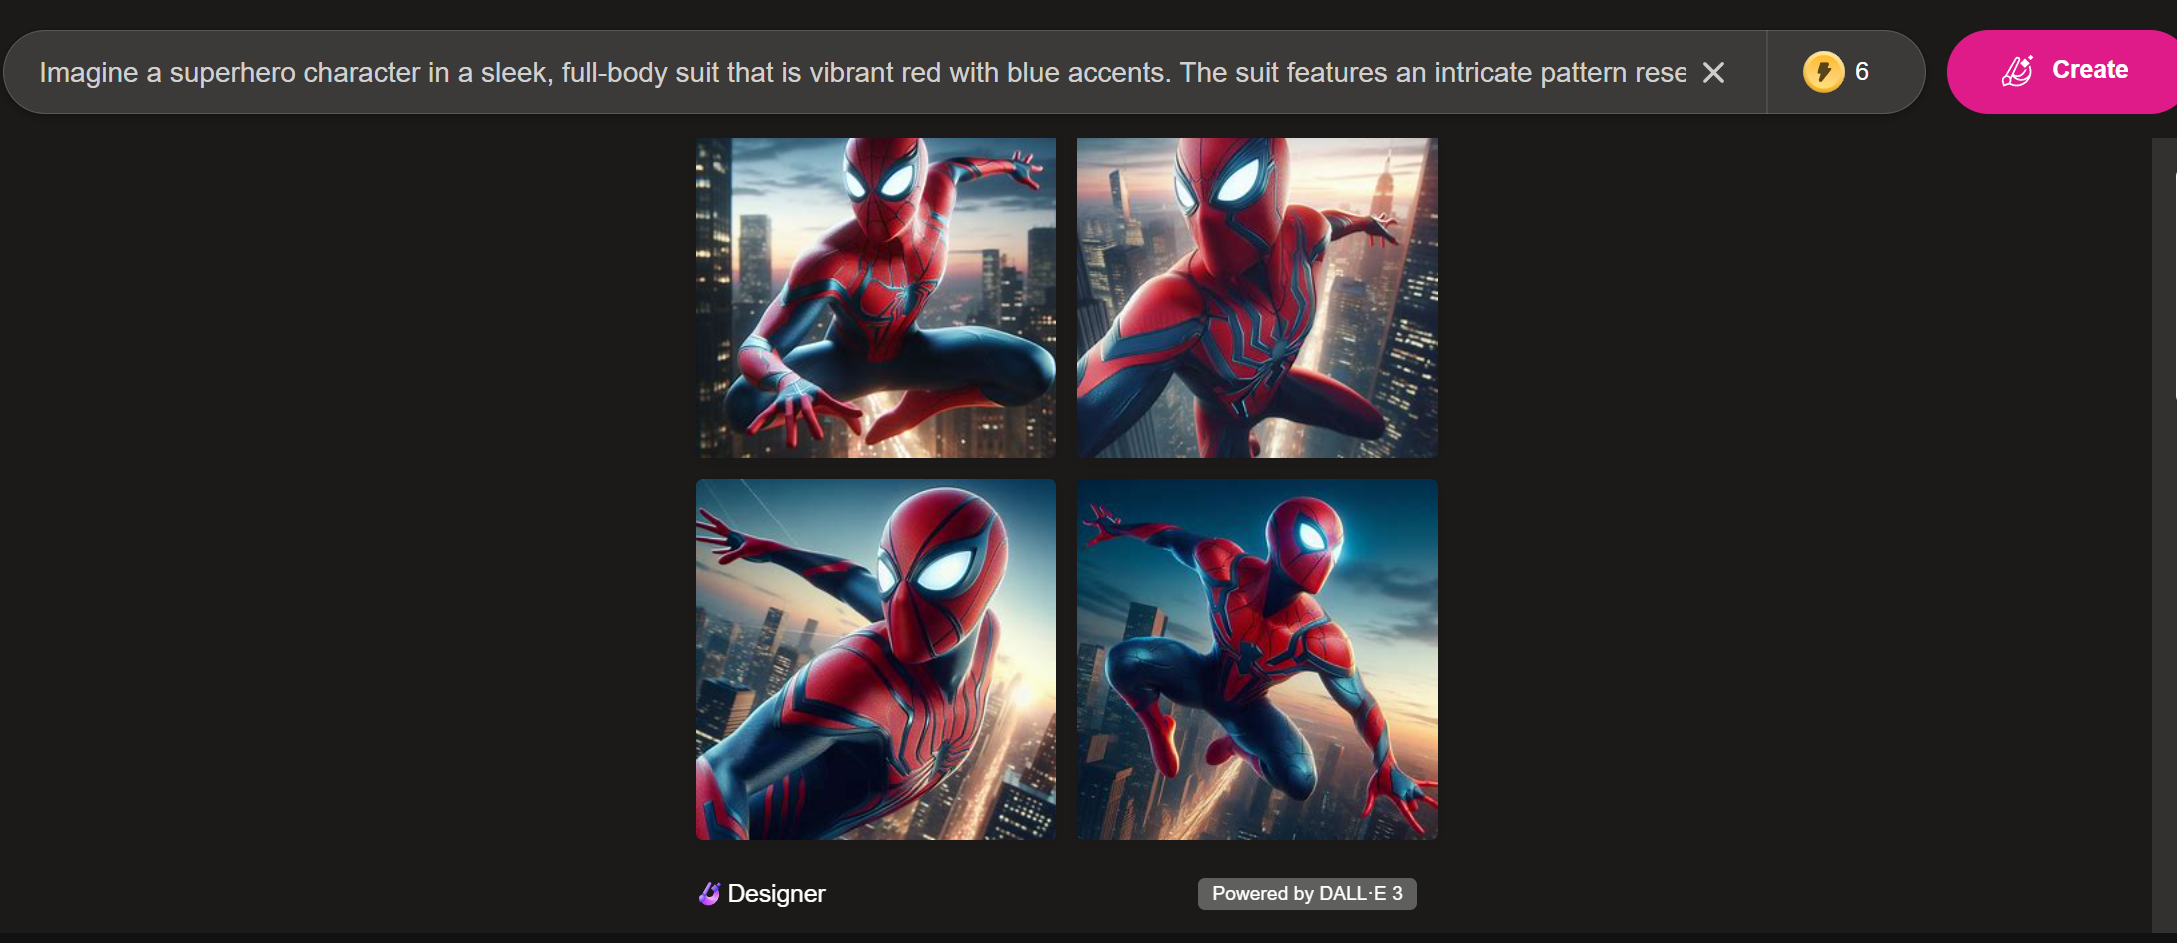 Imagine a superhero character in a sleek, full-body suit that is vibrant red with blue accents. The suit features an intricate pattern rese
6
Create
Designer
Powered by DALL·E 3